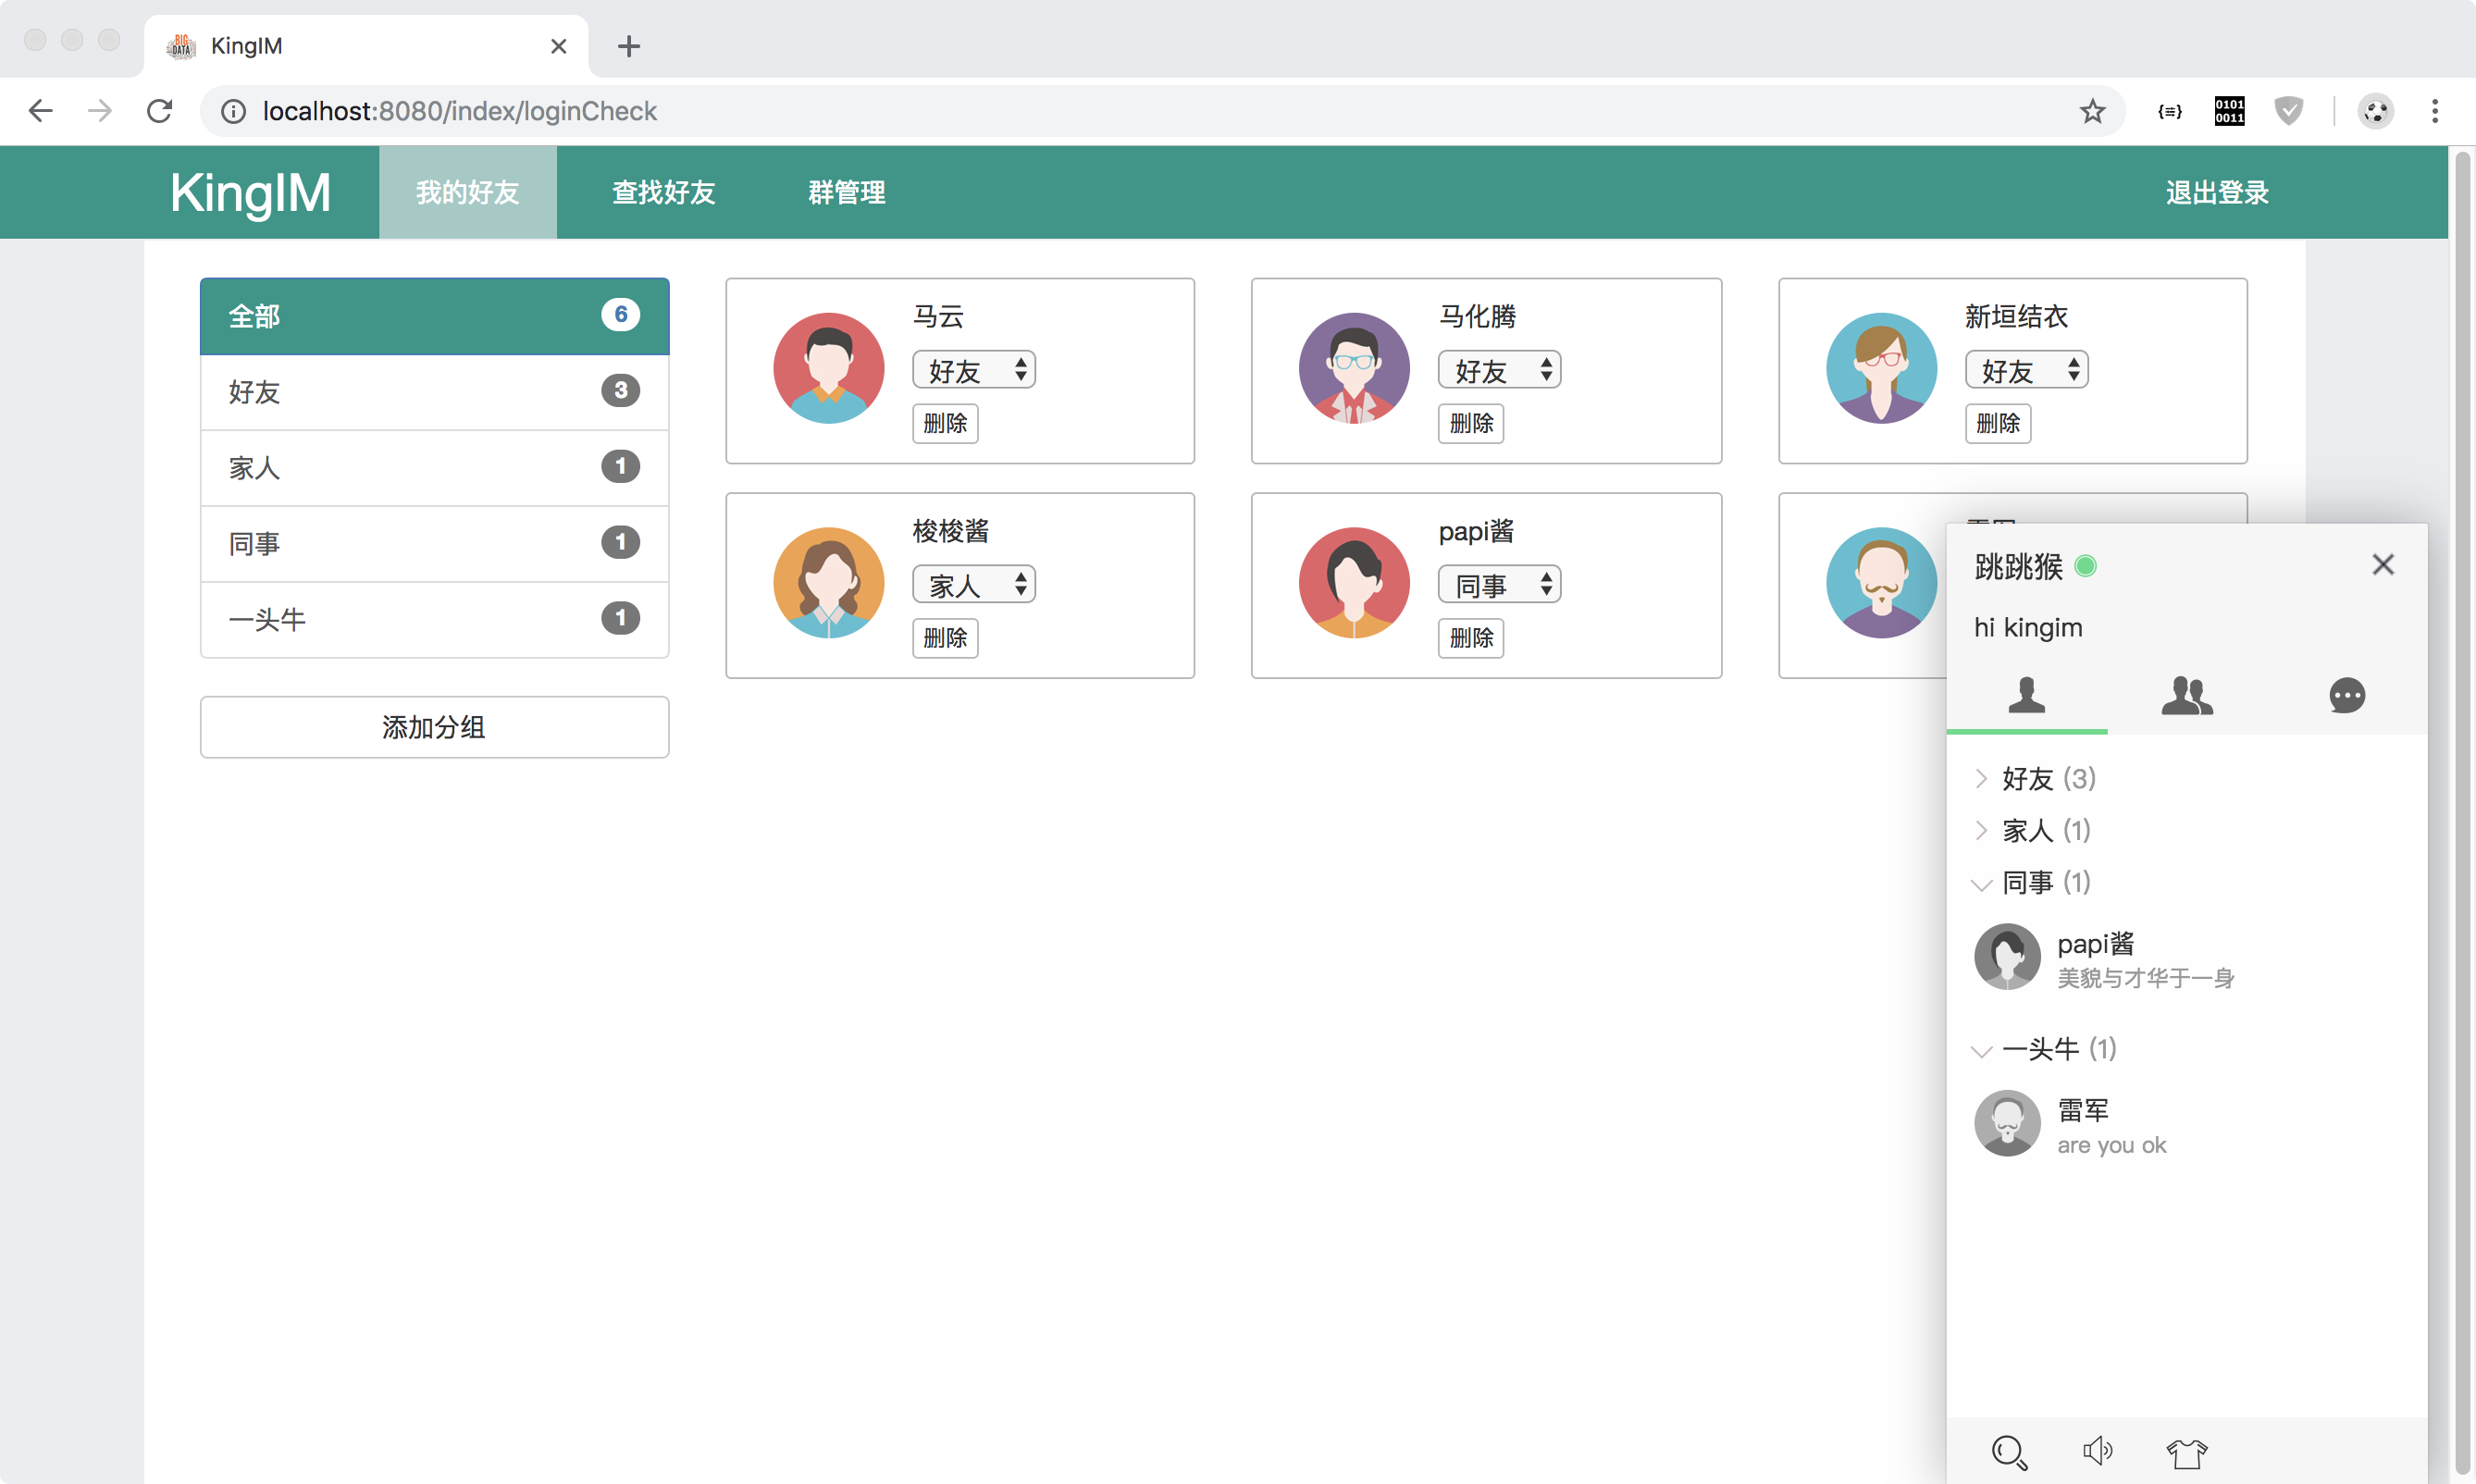 BIG DATA KingIM
localhost:8080/index/loginCheck
{≡}
0101
0011
KingIM 我的好友 查找好友 群管理 退出登录
全部 6
好友 3
家人 1
同事 1
一头牛 1
添加分组
马云
好友
删除
马化腾
好友
删除
新垣结衣
好友
删除
梭梭酱
家人
删除
papi酱
同事
删除
跳跳猴
hi kingim
好友 (3)
家人 (1)
同事 (1)
papi酱
美貌与才华于一身
一头牛 (1)
雷军
are you ok